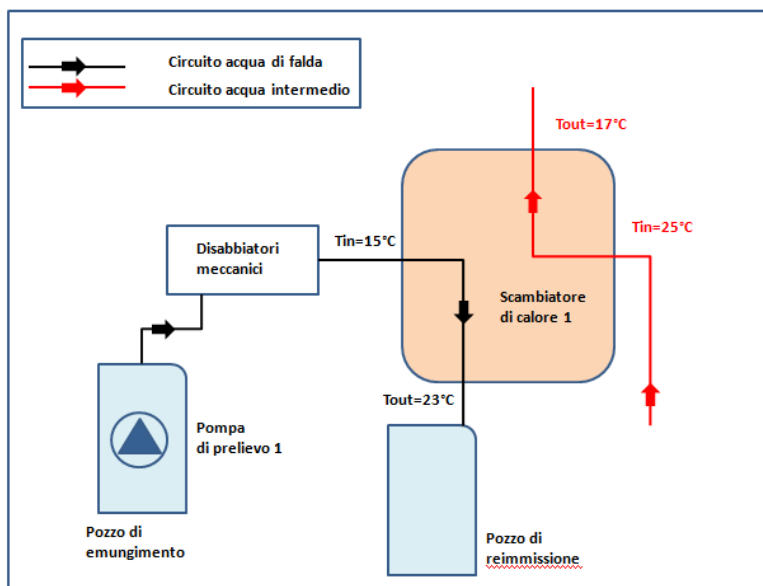 Circuito acqua di falda
Circuito acqua intermedio
Tout=17°C
Tin=25°C
Tin=15°C
Disabbiatori
meccanici
Scambiatore
di calore 1
Tout=23°C
Pompa
di prelievo 1
Pozzo di
emungimento
Pozzo di
reimmissione